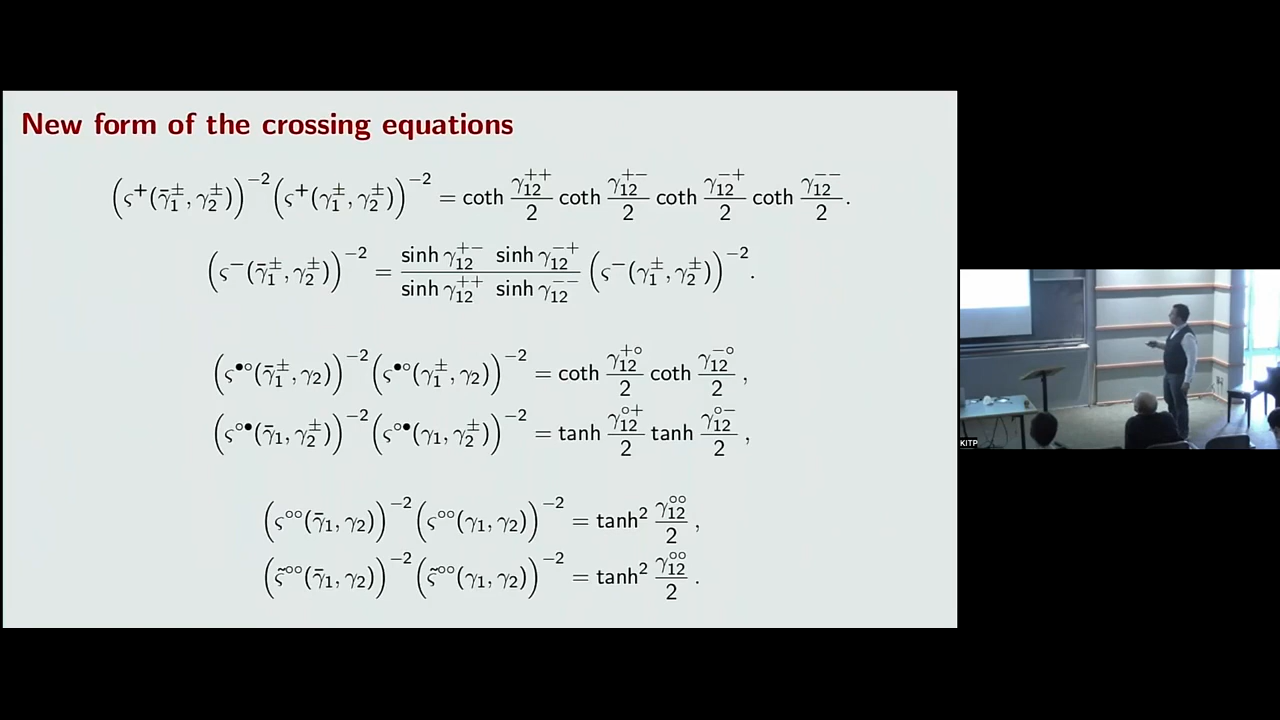 New form of the crossing equations
(ς⁺(γ̄₁^±, γ₂^±))^−2 (ς⁺(γ₁^±, γ₂^±))^−2 = coth γ₁₂^++/2 coth γ₁₂^+−/2 coth γ₁₂^−+/2 coth γ₁₂^−−/2 .
(ς⁻(γ̄₁^±, γ₂^±))^−2 = sinh γ₁₂^+− sinh γ₁₂^−+ / sinh γ₁₂^++ sinh γ₁₂^−− (ς⁻(γ₁^±, γ₂^±))^−2 .
(ς^•∘(γ̄₁^±, γ₂))^−2 (ς^•∘(γ₁^±, γ₂))^−2 = coth γ₁₂^+∘/2 coth γ₁₂^−∘/2 ,
(ς^∘•(γ̄₁, γ₂^±))^−2 (ς^∘•(γ₁, γ₂^±))^−2 = tanh γ₁₂^∘+/2 tanh γ₁₂^∘−/2 ,
(ς^∘∘(γ̄₁, γ₂))^−2 (ς^∘∘(γ₁, γ₂))^−2 = tanh² γ₁₂^∘∘/2 ,
(ς̃^∘∘(γ̄₁, γ₂))^−2 (ς̃^∘∘(γ₁, γ₂))^−2 = tanh² γ₁₂^∘∘/2 .
KITP